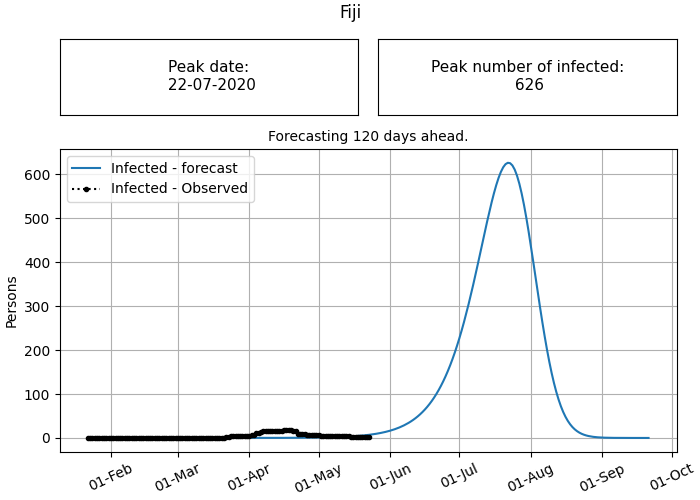 Fiji
Peak date:
22-07-2020
Peak number of infected:
626
Forecasting 120 days ahead.
Infected - forecast
Infected - Observed
Persons
600
500
400
300
200
100
0
01-Feb
01-Mar
01-Apr
01-May
01-Jun
01-Jul
01-Aug
01-Sep
01-Oct